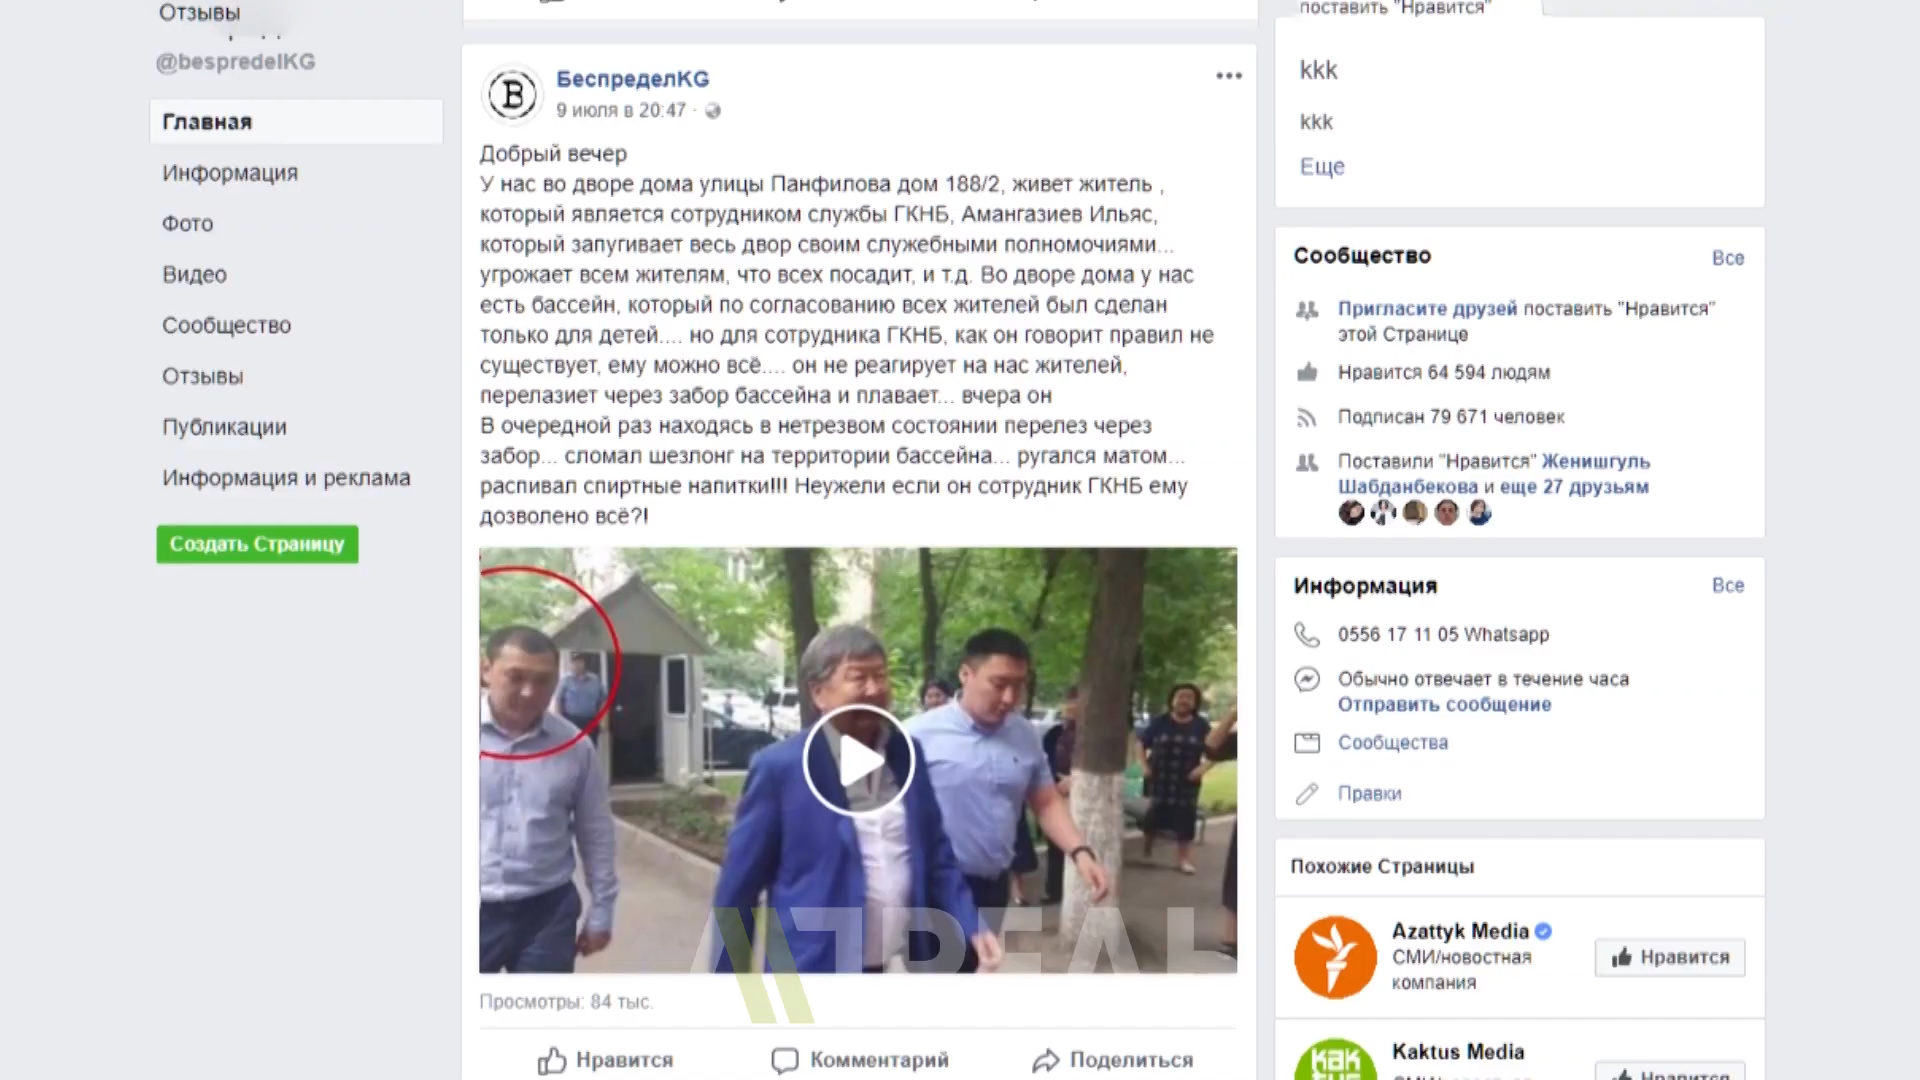 Отзывы
@bespredelKG
Главная
Информация
Фото
Видео
Сообщество
Отзывы
Публикации
Информация и реклама
Создать Страницу
БеспределKG
9 июля в 20:47 ·
Добрый вечер
У нас во дворе дома улицы Панфилова дом 188/2, живет житель ,
который является сотрудником службы ГКНБ, Амангазиев Ильяс,
который запугивает весь двор своим служебными полномочиями...
угрожает всем жителям, что всех посадит, и т.д. Во дворе дома у нас
есть бассейн, который по согласованию всех жителей был сделан
только для детей.... но для сотрудника ГКНБ, как он говорит правил не
существует, ему можно всё.... он не реагирует на нас жителей,
перелазиет через забор бассейна и плавает... вчера он
В очередной раз находясь в нетрезвом состоянии перелез через
забор... сломал шезлонг на территории бассейна... ругался матом...
распивал спиртные напитки!!! Неужели если он сотрудник ГКНБ ему
дозволено всё?!
АПРЕЛЬ
Просмотры: 84 тыс.
Нравится
Комментарий
Поделиться
поставить "Нравится"
kkk
kkk
Еще
Сообщество
Все
Пригласите друзей поставить "Нравится"
этой Странице
Нравится 64 594 людям
Подписан 79 671 человек
Поставили "Нравится" Женишгуль
Шабданбекова и еще 27 друзьям
Информация
Все
0556 17 11 05 Whatsapp
Обычно отвечает в течение часа
Отправить сообщение
Сообщества
Правки
Похожие Страницы
Azattyk Media
СМИ/новостная
компания
Нравится
Kaktus Media
Нравится